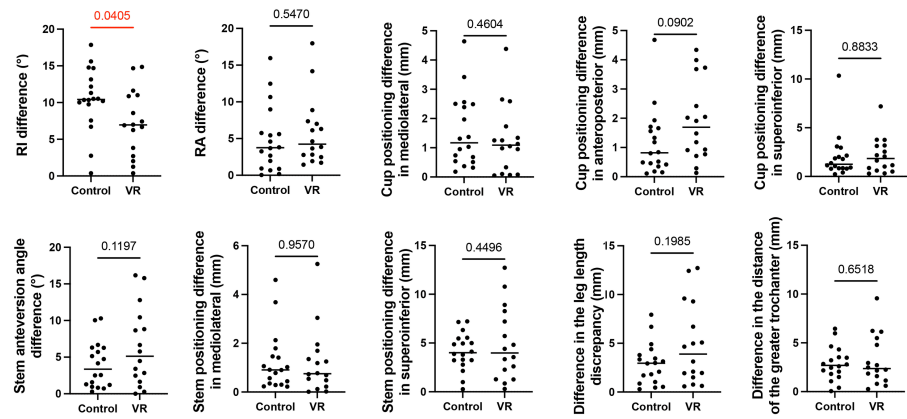 0.0405
RI difference (°)
20
15
10
5
0
Control VR
0.5470
RA difference (°)
20
15
10
5
0
Control VR
0.4604
Cup positioning difference
in mediolateral (mm)
6
5
4
3
2
1
0
Control VR
0.0902
Cup positioning difference
in anteroposterior (mm)
5
4
3
2
1
0
Control VR
0.8833
Cup positioning difference
in superoinferior (mm)
15
10
5
0
Control VR
0.1197
Stem anteversion angle
difference (°)
20
15
10
5
0
Control VR
0.9570
Stem positioning difference
in mediolateral (mm)
6
4
2
0
Control VR
0.4496
Stem positioning difference
in superoinferior (mm)
15
10
5
0
Control VR
0.1985
Difference in the leg length
discrepancy (mm)
15
10
5
0
Control VR
0.6518
Difference in the distance
of the greater trochanter (mm)
15
10
5
0
Control VR